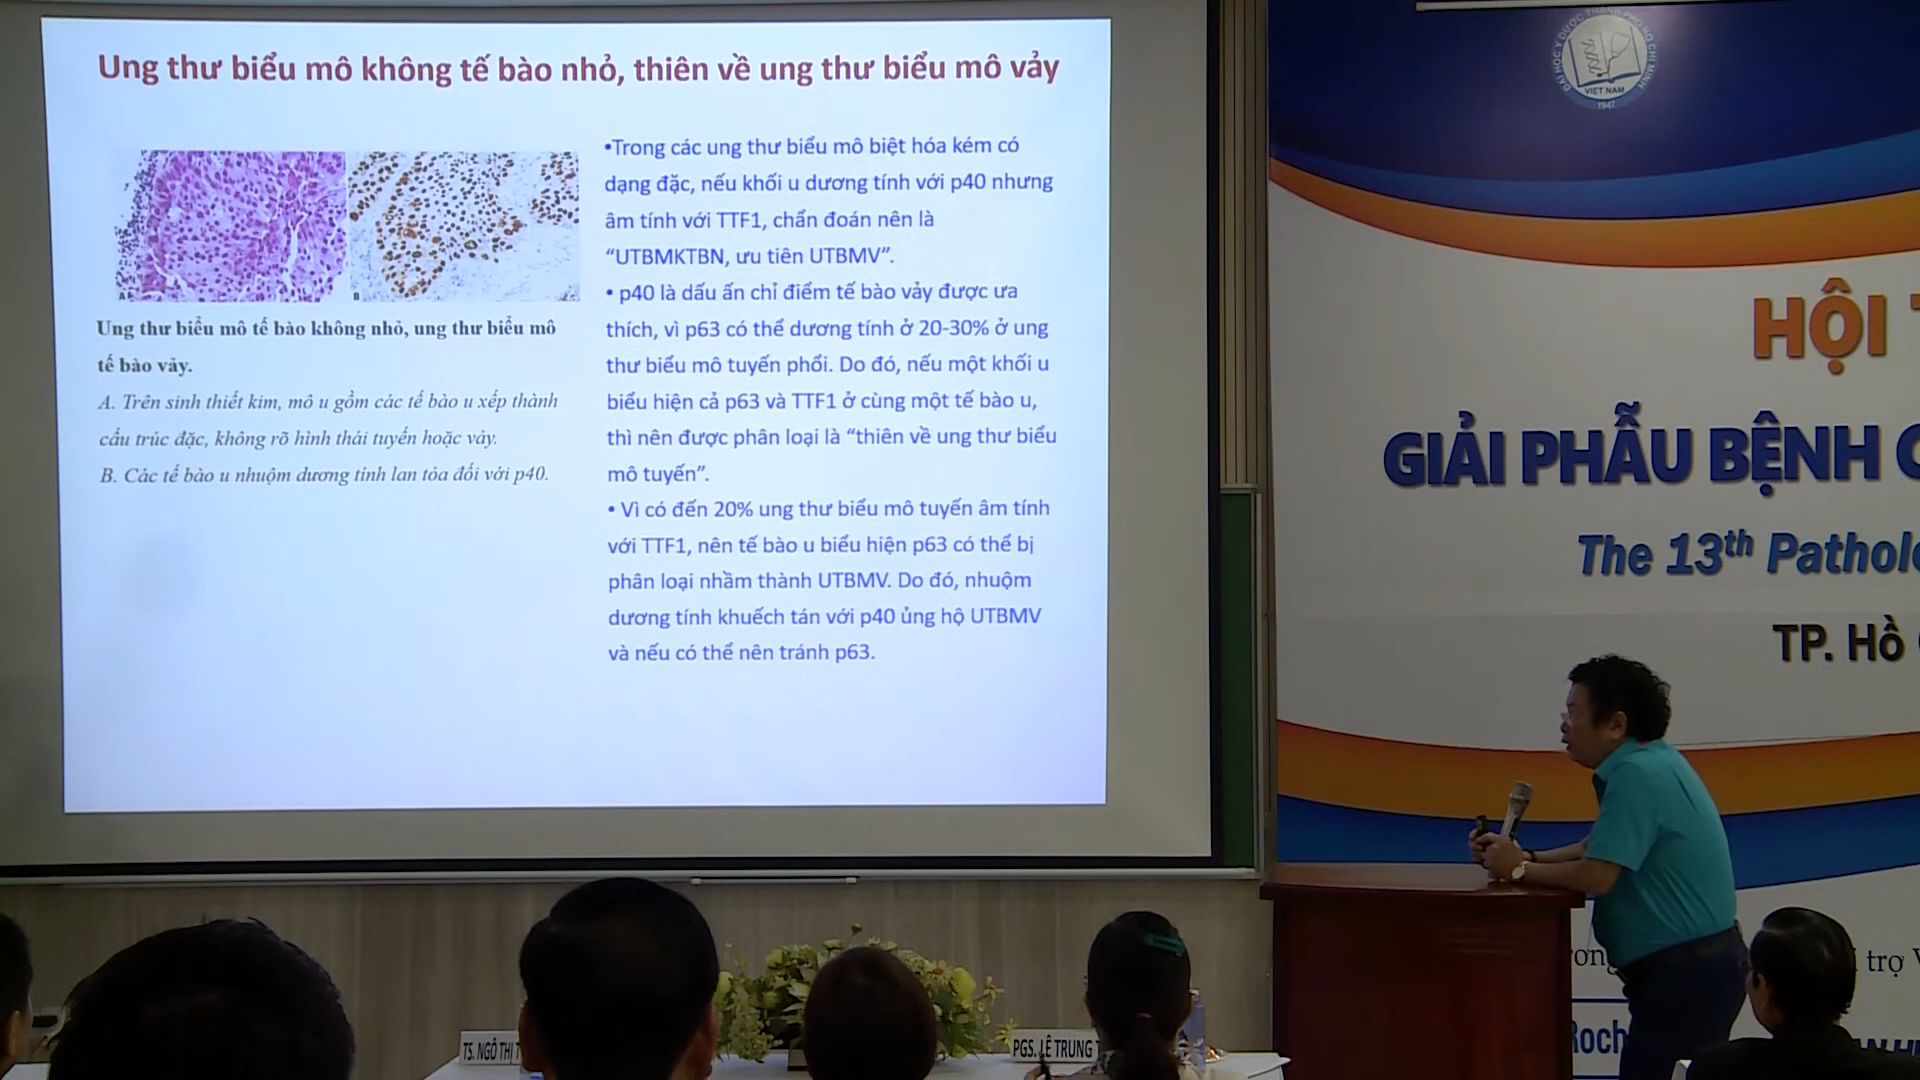 Ung thư biểu mô không tế bào nhỏ, thiên về ung thư biểu mô vảy
A
B
Ung thư biểu mô tế bào không nhỏ, ung thư biểu mô
tế bào vảy.
A. Trên sinh thiết kim, mô u gồm các tế bào u xếp thành
cấu trúc đặc, không rõ hình thái tuyến hoặc vảy.
B. Các tế bào u nhuộm dương tính lan tỏa đối với p40.
•Trong các ung thư biểu mô biệt hóa kém có
dạng đặc, nếu khối u dương tính với p40 nhưng
âm tính với TTF1, chẩn đoán nên là
“UTBMKTBN, ưu tiên UTBMV”.
• p40 là dấu ấn chỉ điểm tế bào vảy được ưa
thích, vì p63 có thể dương tính ở 20-30% ở ung
thư biểu mô tuyến phổi. Do đó, nếu một khối u
biểu hiện cả p63 và TTF1 ở cùng một tế bào u,
thì nên được phân loại là “thiên về ung thư biểu
mô tuyến”.
• Vì có đến 20% ung thư biểu mô tuyến âm tính
với TTF1, nên tế bào u biểu hiện p63 có thể bị
phân loại nhầm thành UTBMV. Do đó, nhuộm
dương tính khuếch tán với p40 ủng hộ UTBMV
và nếu có thể nên tránh p63.
ĐẠI HỌC Y DƯỢC THÀNH PHỐ HỒ CHÍ MINH
VIỆT NAM
1947
HỘI
GIẢI PHẪU BỆNH
The 13th
TP. Hồ
trợ
TS. NGÔ THỊ
PGS. LÊ TRUNG